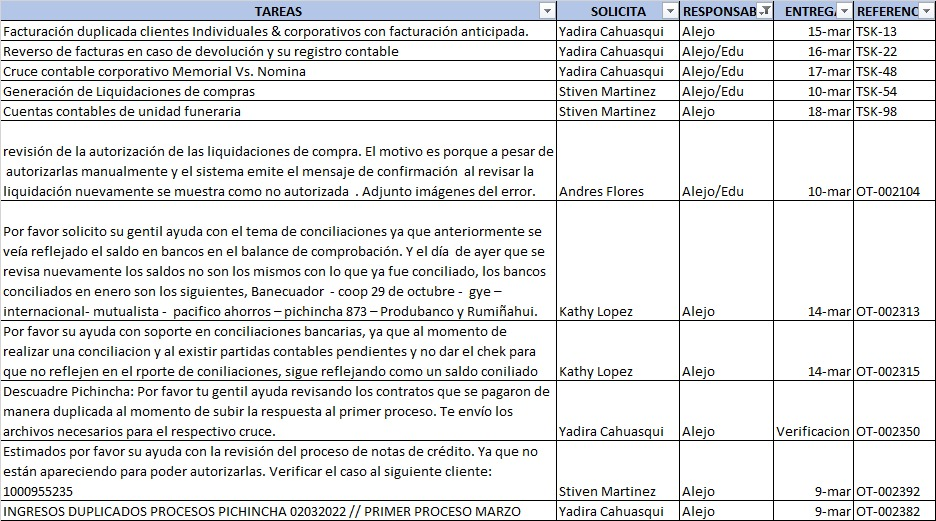 TAREAS SOLICITA RESPONSAB ENTREGA REFERENC
Facturación duplicada clientes Individuales & corporativos con facturación anticipada. Yadira Cahuasqui Alejo 15-mar TSK-13
Reverso de facturas en caso de devolución y su registro contable Yadira Cahuasqui Alejo/Edu 16-mar TSK-22
Cruce contable corporativo Memorial Vs. Nomina Yadira Cahuasqui Alejo/Edu 17-mar TSK-48
Generación de Liquidaciones de compras Stiven Martinez Alejo/Edu 10-mar TSK-54
Cuentas contables de unidad funeraria Stiven Martinez Alejo 18-mar TSK-98
revisión de la autorización de las liquidaciones de compra. El motivo es porque a pesar de
autorizarlas manualmente y el sistema emite el mensaje de confirmación al revisar la
liquidación nuevamente se muestra como no autorizada . Adjunto imágenes del error. Andres Flores Alejo/Edu 10-mar OT-002104
Por favor solicito su gentil ayuda con el tema de conciliaciones ya que anteriormente se
veía reflejado el saldo en bancos en el balance de comprobación. Y el día de ayer que se
revisa nuevamente los saldos no son los mismos con lo que ya fue conciliado, los bancos
conciliados en enero son los siguientes, Banecuador - coop 29 de octubre - gye –
internacional- mutualista - pacifico ahorros – pichincha 873 – Produbanco y Rumiñahui. Kathy Lopez Alejo 14-mar OT-002313
Por favor su ayuda con soporte en conciliaciones bancarias, ya que al momento de
realizar una conciliacion y al existir partidas contables pendientes y no dar el chek para
que no reflejen en el rporte de coniliaciones, sigue reflejando como un saldo coniliado Kathy Lopez Alejo 14-mar OT-002315
Descuadre Pichincha: Por favor tu gentil ayuda revisando los contratos que se pagaron de
manera duplicada al momento de subir la respuesta al primer proceso. Te envío los
archivos necesarios para el respectivo cruce. Yadira Cahuasqui Alejo Verificacion OT-002350
Estimados por favor su ayuda con la revisión del proceso de notas de crédito. Ya que no
están apareciendo para poder autorizarlas. Verificar el caso al siguiente cliente:
1000955235 Stiven Martinez Alejo 9-mar OT-002392
INGRESOS DUPLICADOS PROCESOS PICHINCHA 02032022 // PRIMER PROCESO MARZO Yadira Cahuasqui Alejo 9-mar OT-002382